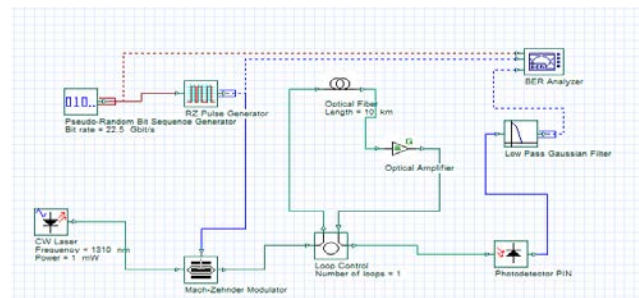 BER Analyzer
010..
RZ Pulse Generator
Optical Fiber
Length = 10 km
Pseudo-Random Bit Sequence Generator
Bit rate = 22.5 Gbit/s
Low Pass Gaussian Filter
Optical Amplifier
CW Laser
Frequency = 1310 nm
Power = 1 mW
Loop Control
Number of loops = 1
Photodetector PIN
Mach-Zehnder Modulator